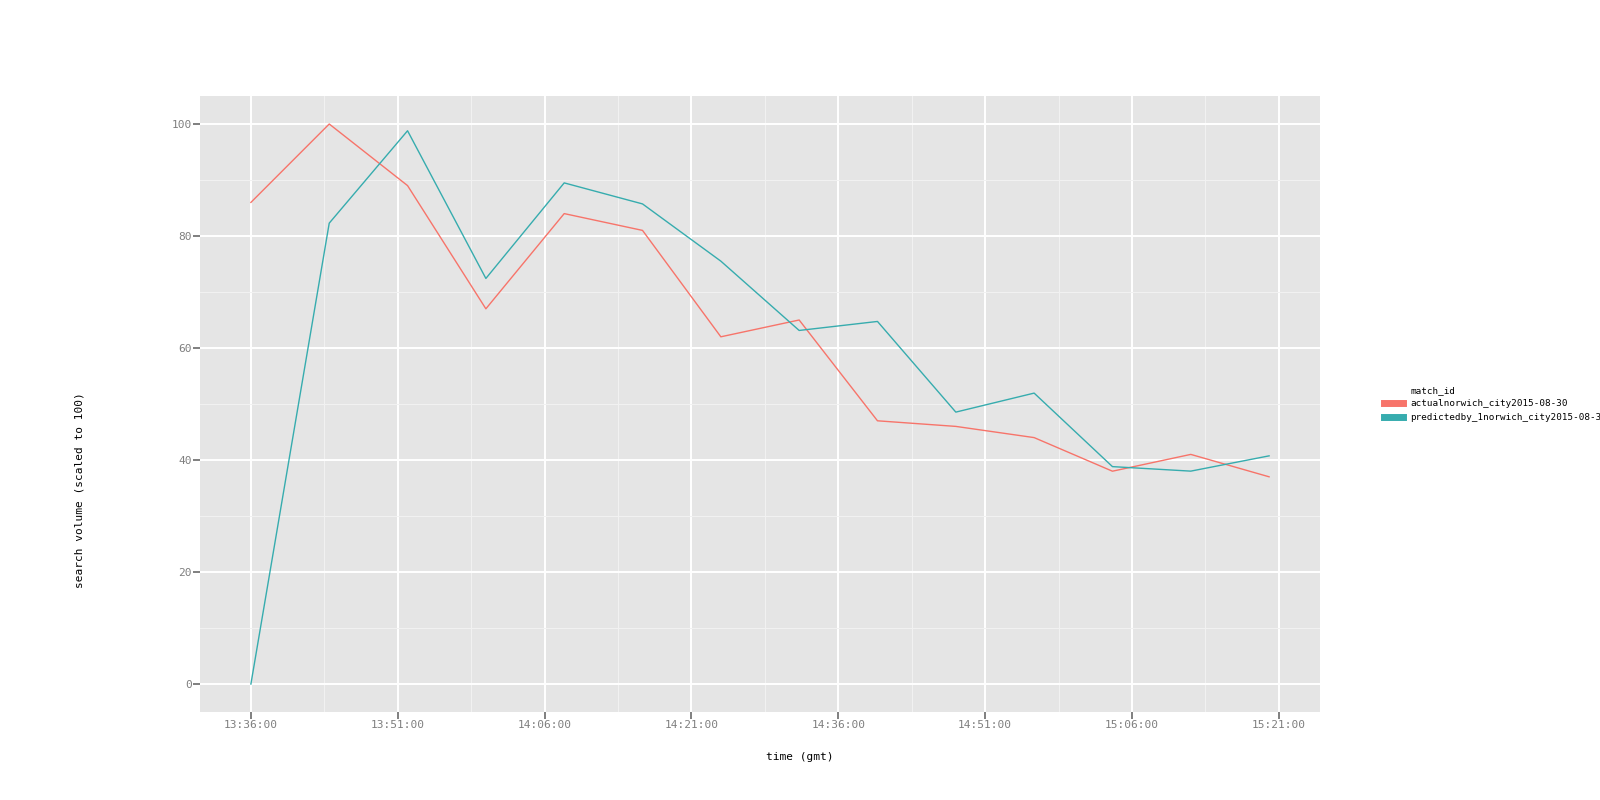 100
80
60
40
20
0
search volume (scaled to 100)
13:36:00 13:51:00 14:06:00 14:21:00 14:36:00 14:51:00 15:06:00 15:21:00
time (gmt)
match_id
actualnorwich_city2015-08-30
predictedby_1norwich_city2015-08-3